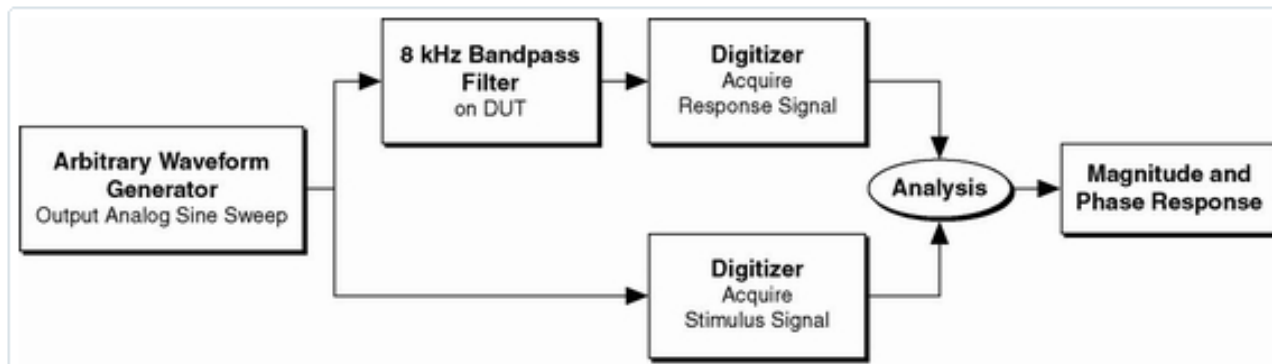 Arbitrary Waveform
Generator
Output Analog Sine Sweep
8 kHz Bandpass
Filter
on DUT
Digitizer
Acquire
Response Signal
Digitizer
Acquire
Stimulus Signal
Analysis
Magnitude and
Phase Response